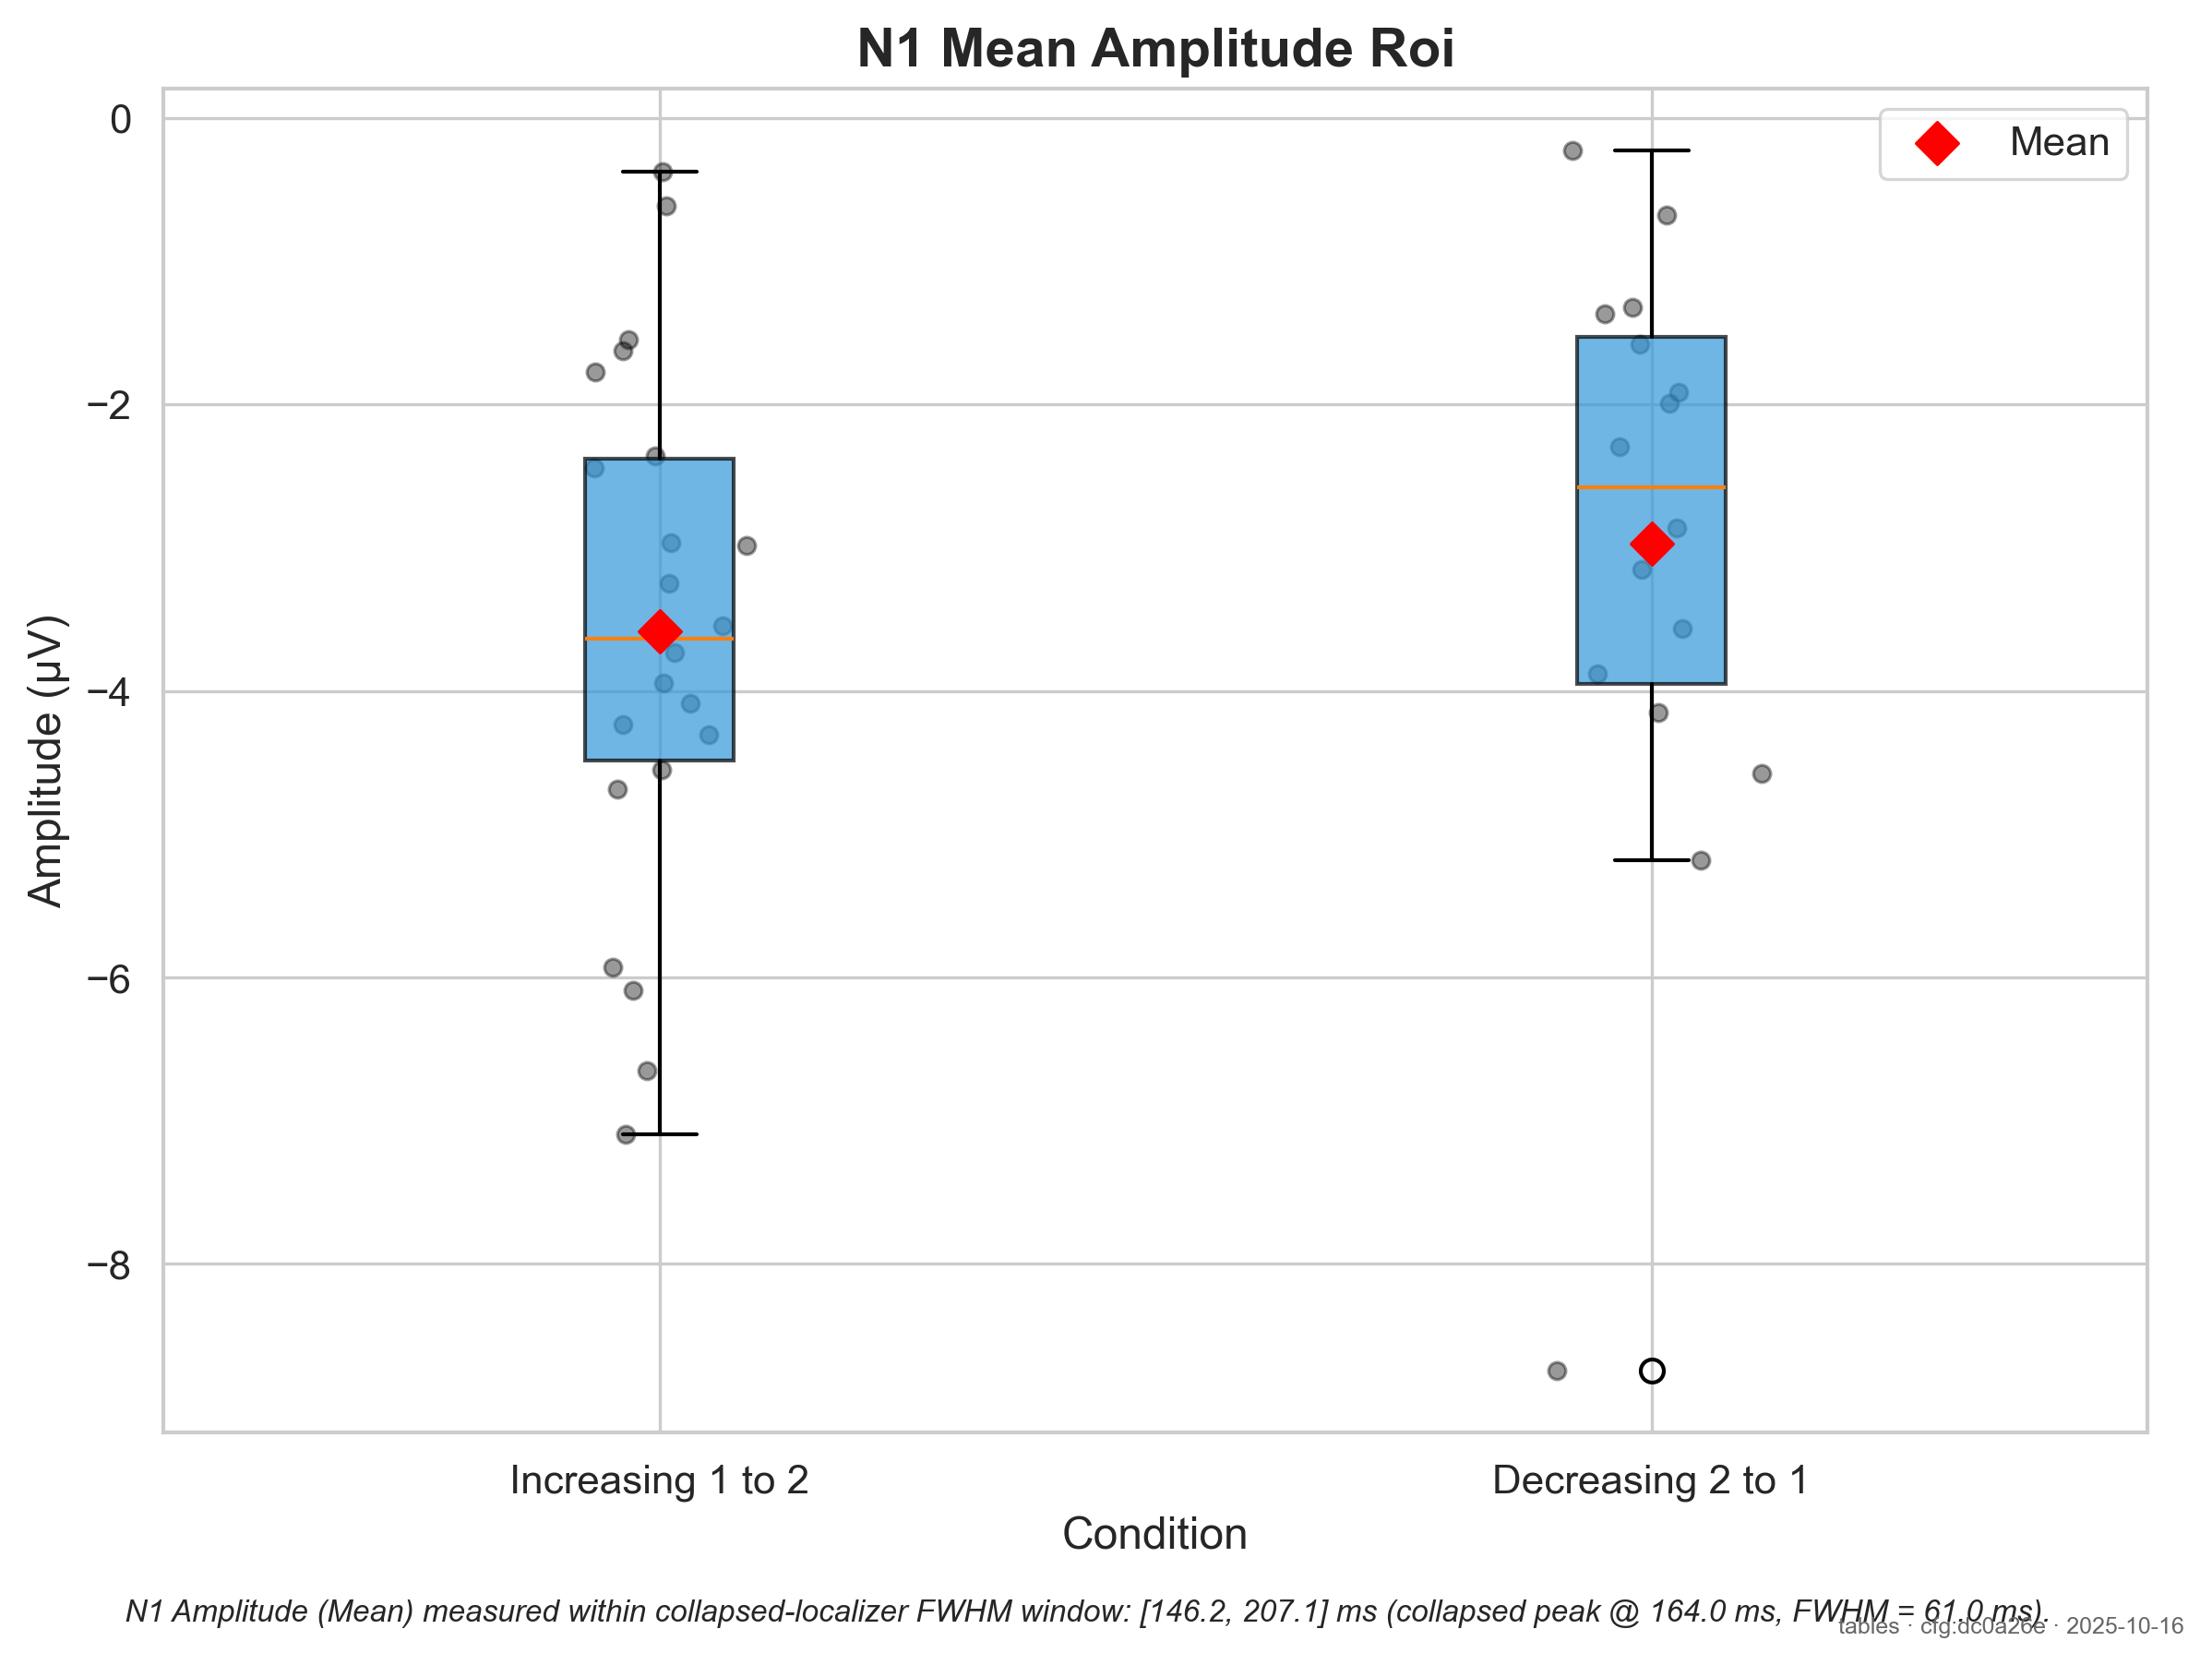 N1 Mean Amplitude Roi
Mean
0
−2
−4
−6
−8
Amplitude (µV)
Increasing 1 to 2
Decreasing 2 to 1
Condition
N1 Amplitude (Mean) measured within collapsed-localizer FWHM window: [146.2, 207.1] ms (collapsed peak @ 164.0 ms, FWHM = 61.0 ms).
tables · cfg:dc0a26e · 2025-10-16